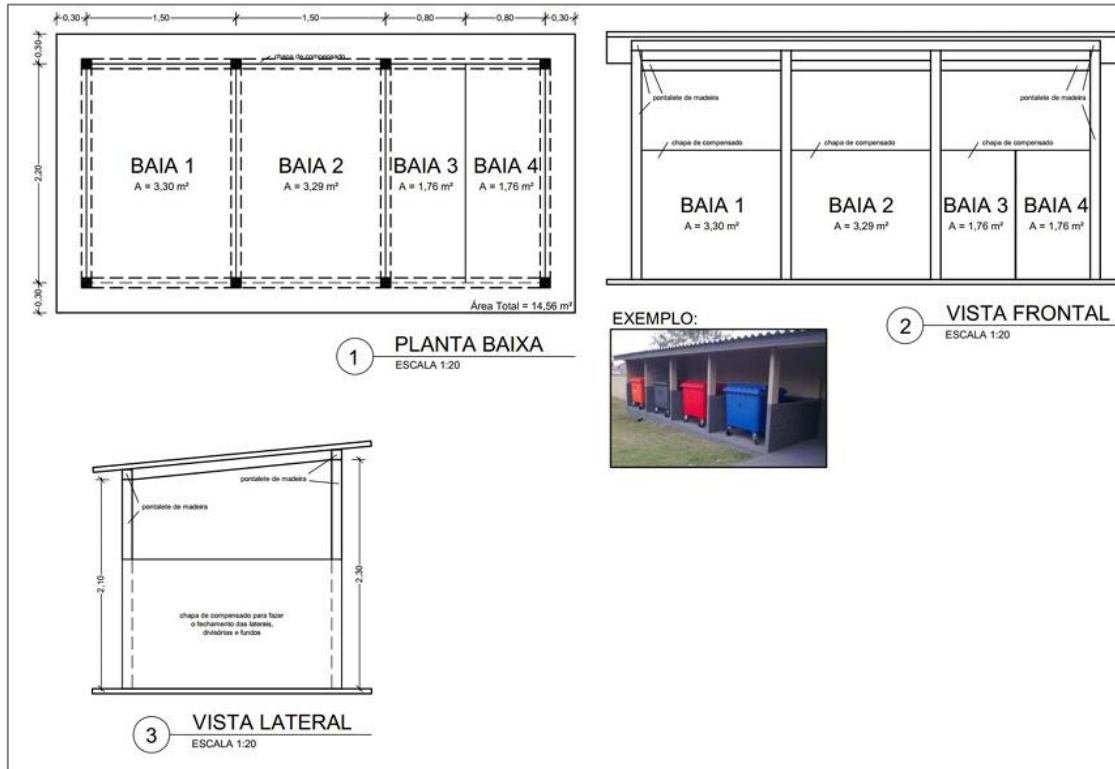 0,30 1,50 1,50 0,80 0,80 0,30
0,30
2,20
0,30
chapa de compensado
BAIA 1
A = 3,30 m²
BAIA 2
A = 3,29 m²
BAIA 3
A = 1,76 m²
BAIA 4
A = 1,76 m²
Área Total = 14,56 m²
1
PLANTA BAIXA
ESCALA 1:20
pontalete de madeira
pontalete de madeira
chapa de compensado
chapa de compensado
chapa de compensado
BAIA 1
A = 3,30 m²
BAIA 2
A = 3,29 m²
BAIA 3
A = 1,76 m²
BAIA 4
A = 1,76 m²
2
VISTA FRONTAL
ESCALA 1:20
EXEMPLO:
pontalete de madeira
pontalete de madeira
2,10
2,30
chapa de compensado para fazer
o fechamento das laterais,
divisórias e fundos
3
VISTA LATERAL
ESCALA 1:20